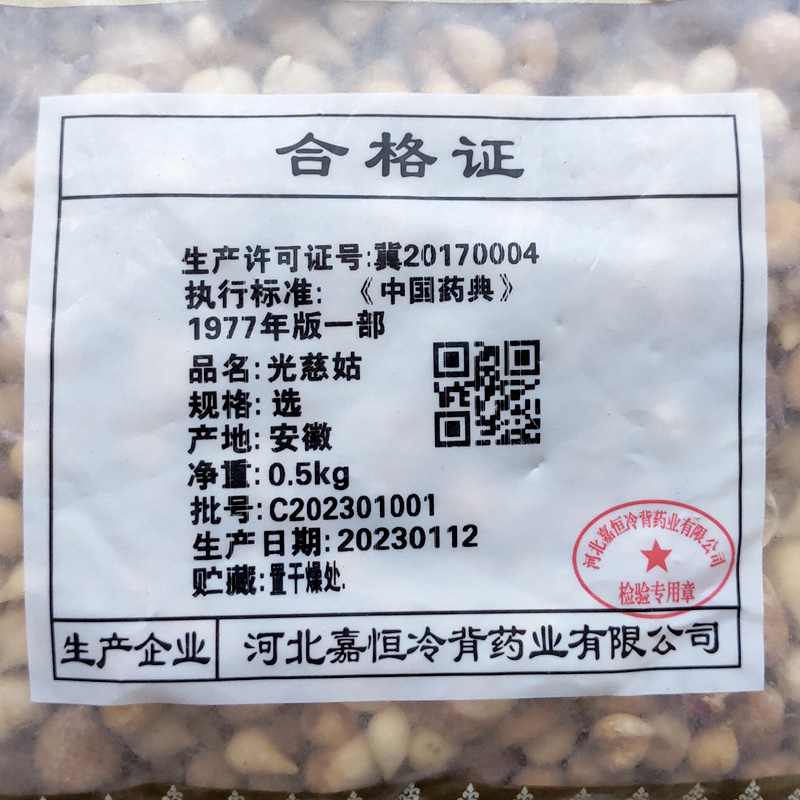 合格证
生产许可证号:冀20170004
执行标准:《中国药典》
1977年版一部
品名:光慈姑
规格:选
产地:安徽
净重:0.5kg
批号:C202301001
生产日期:20230112
贮藏:置干燥处.
河北嘉恒冷背药业有限公司
检验专用章
生产企业 河北嘉恒冷背药业有限公司